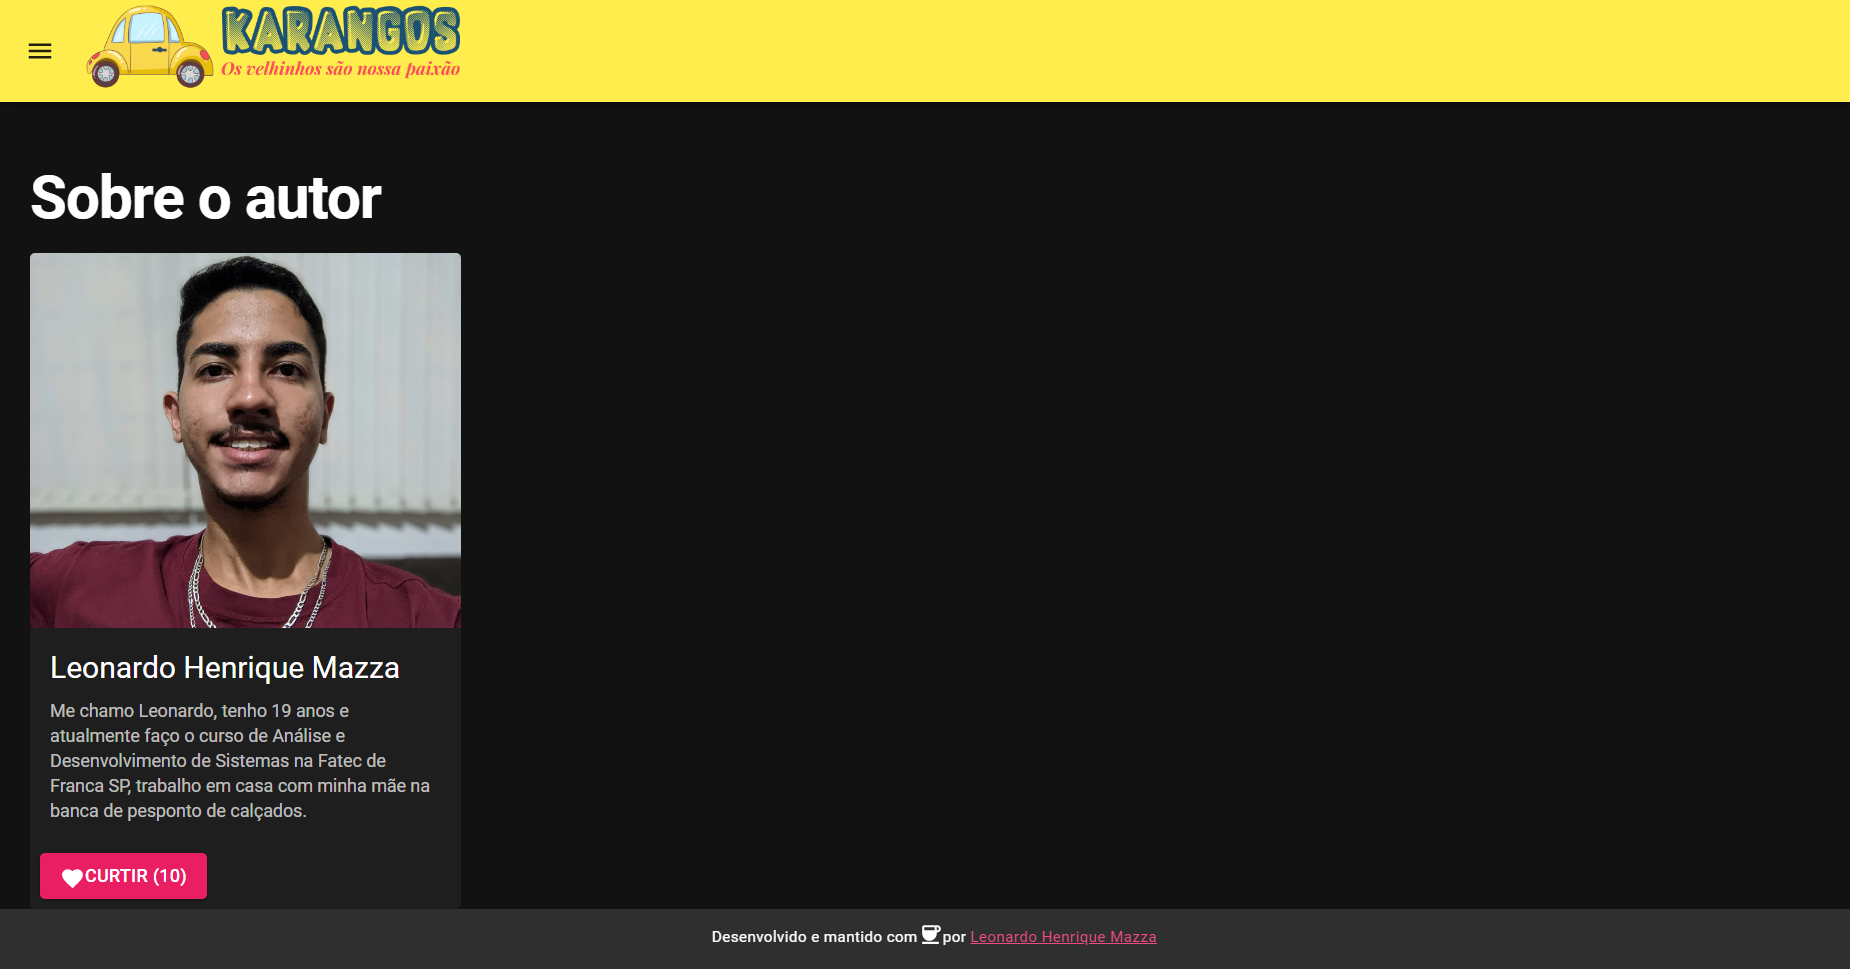 KARANGOS
Os velhinhos são nossa paixão
Sobre o autor
Leonardo Henrique Mazza
Me chamo Leonardo, tenho 19 anos e
atualmente faço o curso de Análise e
Desenvolvimento de Sistemas na Fatec de
Franca SP, trabalho em casa com minha mãe na
banca de pesponto de calçados.
CURTIR (10)
Desenvolvido e mantido com por Leonardo Henrique Mazza